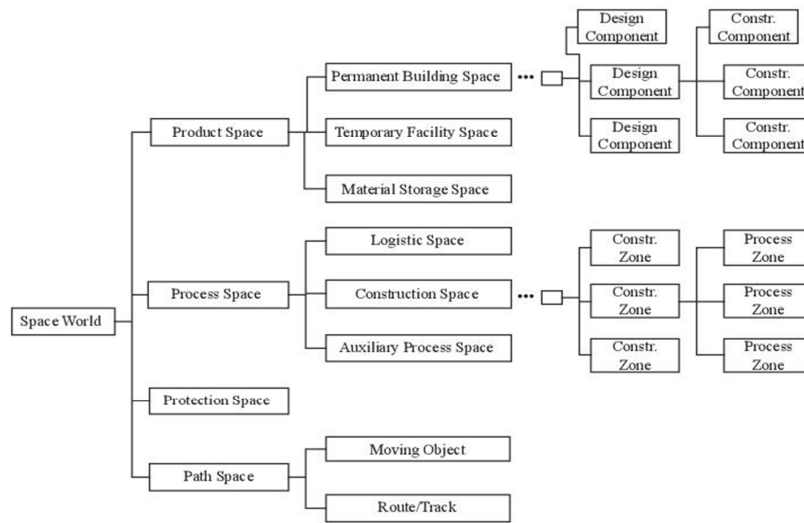 Design
Component
Constr.
Component
Permanent Building Space
•••
Design
Component
Constr.
Component
Product Space
Temporary Facility Space
Design
Component
Constr.
Component
Material Storage Space
Logistic Space
Constr.
Zone
Process
Zone
Process Space
Construction Space
•••
Constr.
Zone
Process
Zone
Space World
Auxiliary Process Space
Constr.
Zone
Process
Zone
Protection Space
Moving Object
Path Space
Route/Track